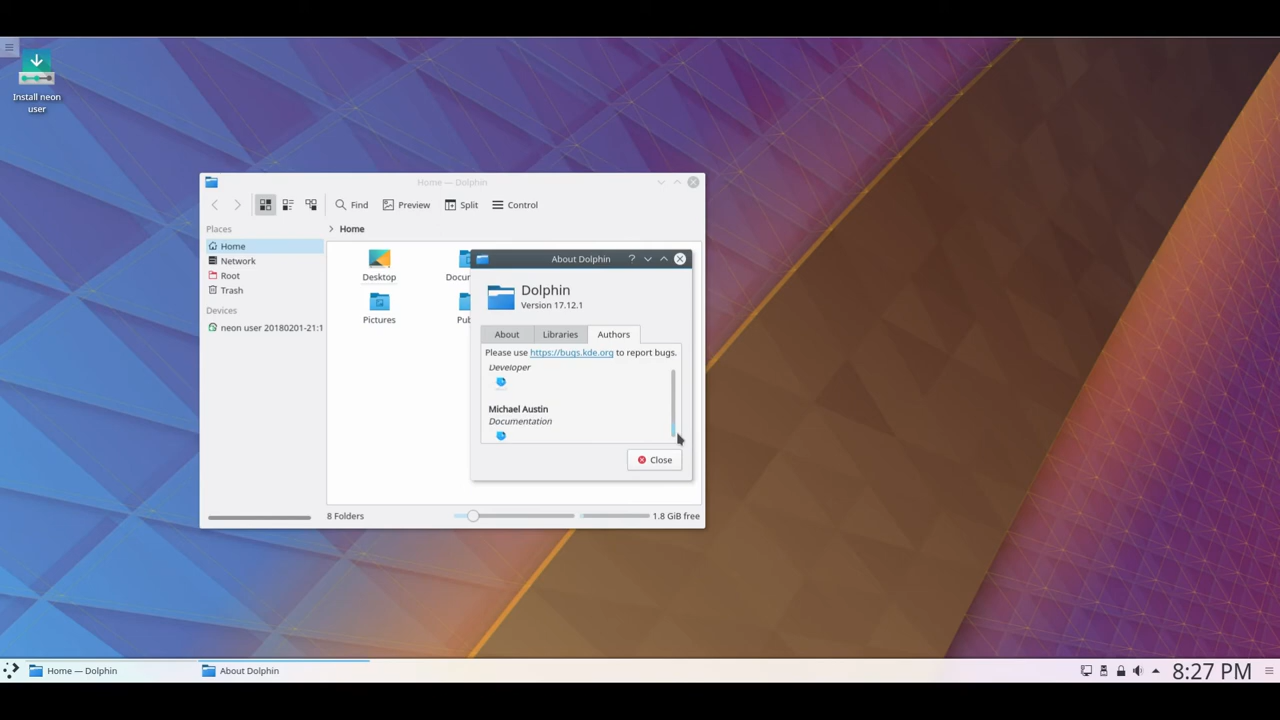 Install neon
user
Home — Dolphin
Find
Preview
Split
Control
Places
Home
Home
Network
Root
Trash
Devices
neon user 20180201-21:1
Desktop
Docu
Pictures
Pub
About Dolphin
?
Dolphin
Version 17.12.1
About
Libraries
Authors
Please use https://bugs.kde.org to report bugs.
Developer
Michael Austin
Documentation
Close
8 Folders
1.8 GiB free
Home — Dolphin
About Dolphin
8:27 PM